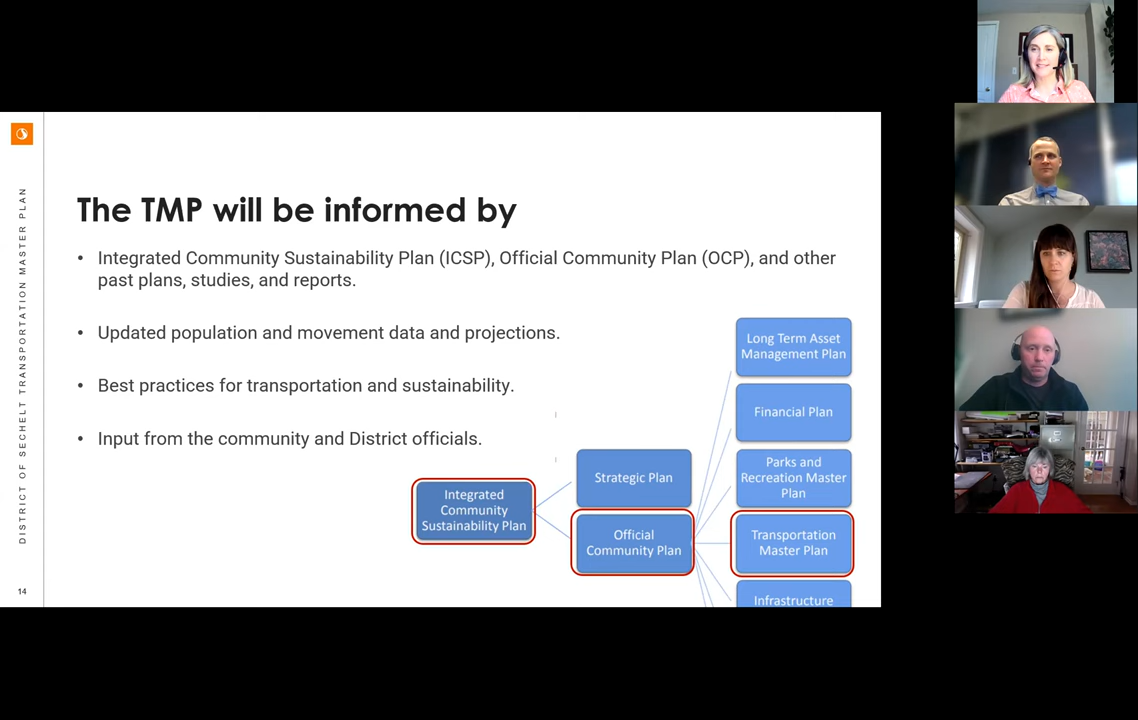 The TMP will be informed by
• Integrated Community Sustainability Plan (ICSP), Official Community Plan (OCP), and other
past plans, studies, and reports.
• Updated population and movement data and projections.
• Best practices for transportation and sustainability.
• Input from the community and District officials.
Integrated
Community
Sustainability Plan
Strategic Plan
Official
Community Plan
Long Term Asset
Management Plan
Financial Plan
Parks and
Recreation Master
Plan
Transportation
Master Plan
Infrastructure
DISTRICT OF SECHELT TRANSPORTATION MASTER PLAN
14